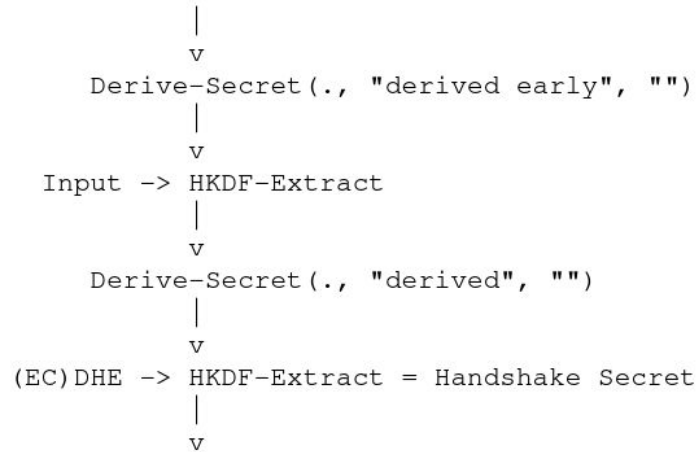 |
v
Derive-Secret(., "derived early", "")
|
v
Input -> HKDF-Extract
|
v
Derive-Secret(., "derived", "")
|
v
(EC)DHE -> HKDF-Extract = Handshake Secret
|
v